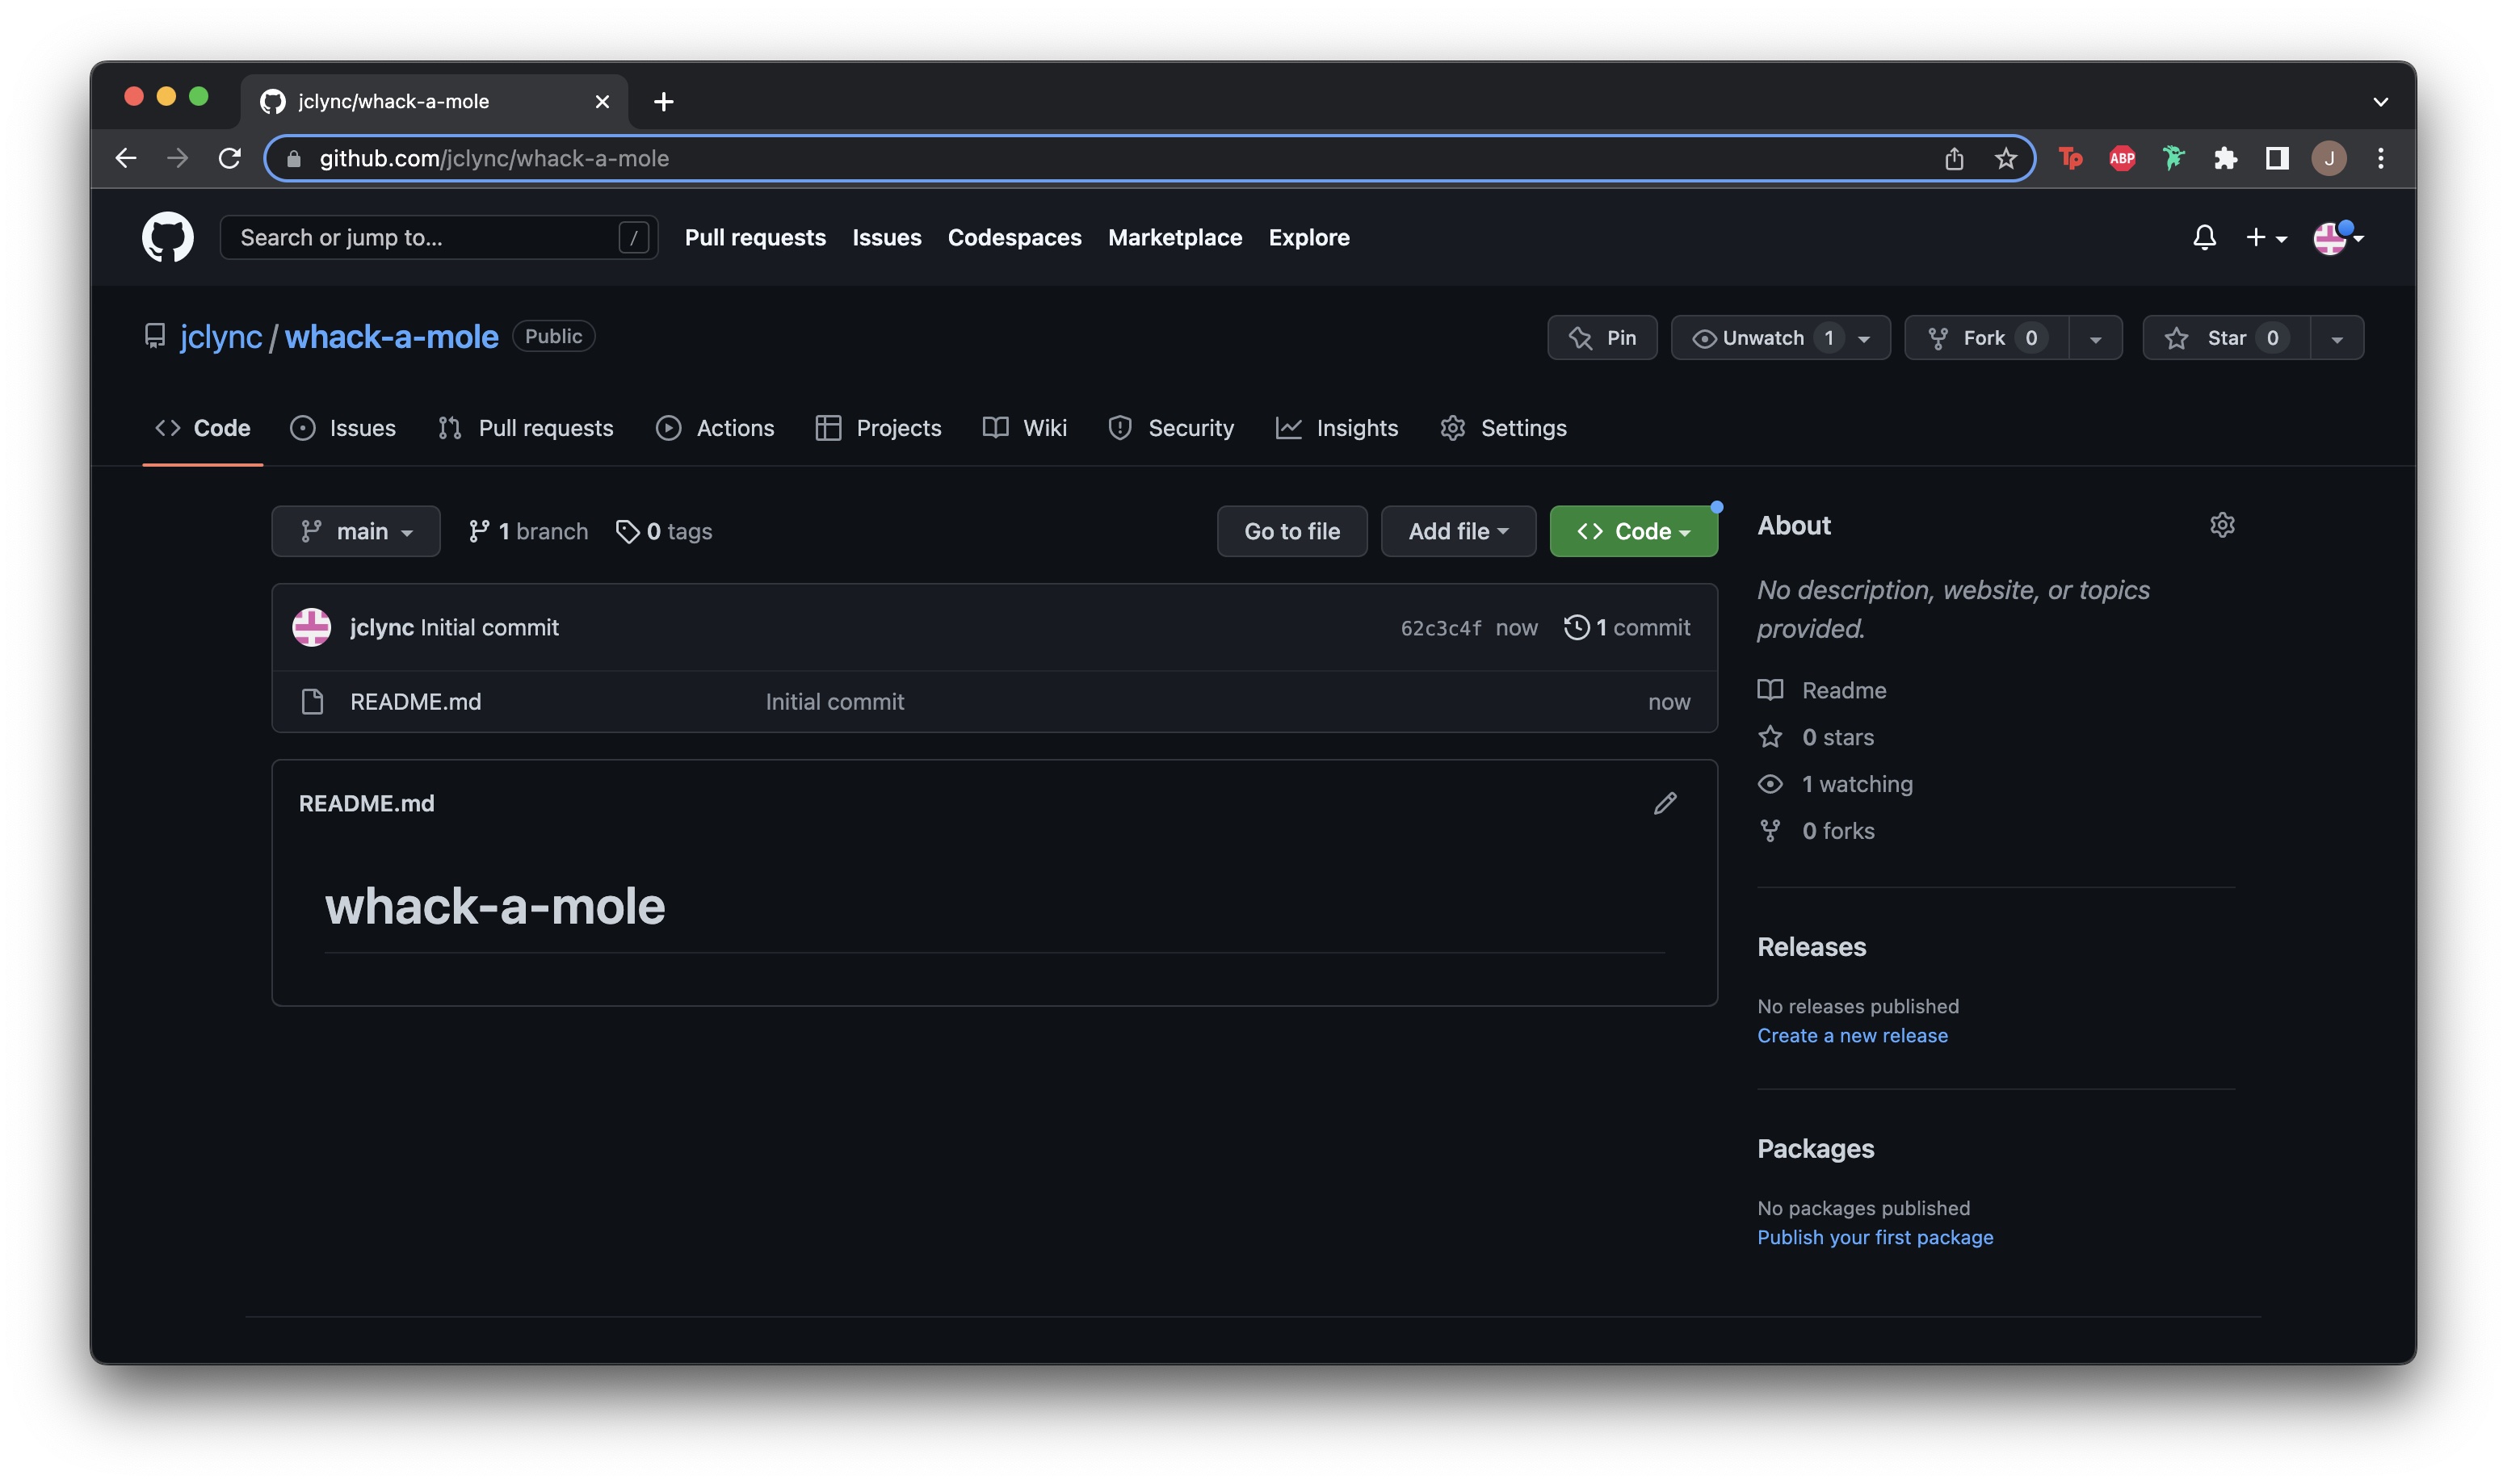 jclync/whack-a-mole
github.com/jclync/whack-a-mole
Tp
ABP
J
Search or jump to...
/
Pull requests
Issues
Codespaces
Marketplace
Explore
jclync / whack-a-mole
Public
Pin
Unwatch 1
Fork 0
Star 0
Code
Issues
Pull requests
Actions
Projects
Wiki
Security
Insights
Settings
main
1 branch
0 tags
Go to file
Add file
Code
jclync Initial commit
62c3c4f now
1 commit
README.md
Initial commit
now
README.md
whack-a-mole
About
No description, website, or topics
provided.
Readme
0 stars
1 watching
0 forks
Releases
No releases published
Create a new release
Packages
No packages published
Publish your first package